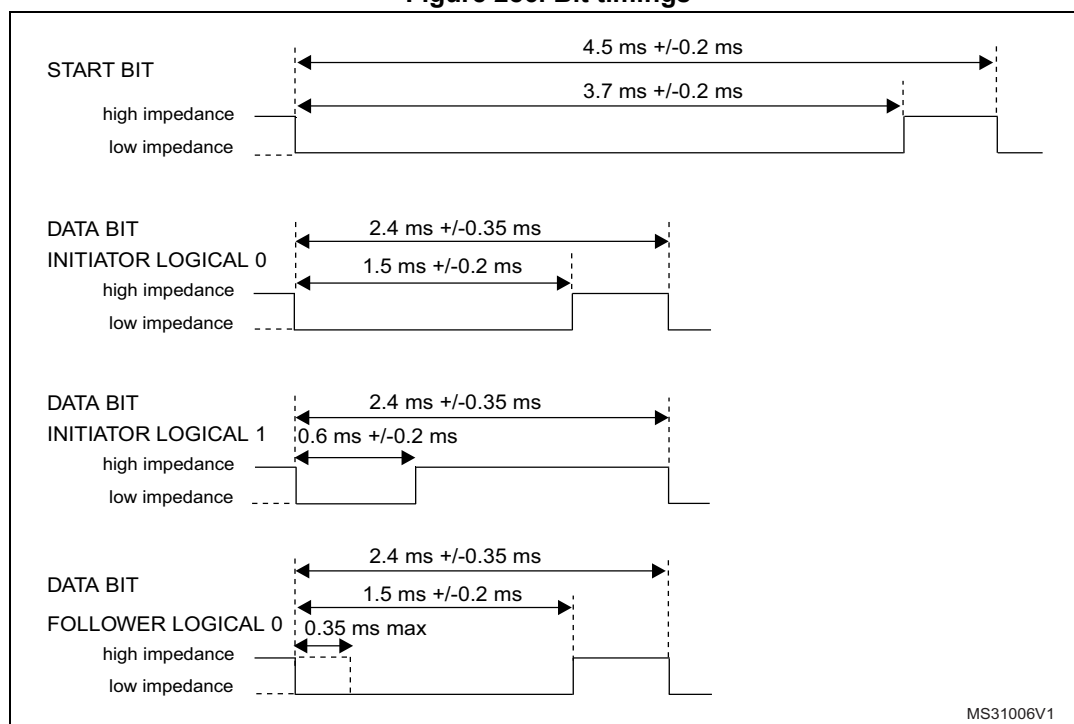 START BIT
4.5 ms +/-0.2 ms
3.7 ms +/-0.2 ms
high impedance
low impedance
DATA BIT
INITIATOR LOGICAL 0
2.4 ms +/-0.35 ms
1.5 ms +/-0.2 ms
high impedance
low impedance
DATA BIT
INITIATOR LOGICAL 1
2.4 ms +/-0.35 ms
0.6 ms +/-0.2 ms
high impedance
low impedance
DATA BIT
FOLLOWER LOGICAL 0
2.4 ms +/-0.35 ms
1.5 ms +/-0.2 ms
0.35 ms max
high impedance
low impedance
MS31006V1